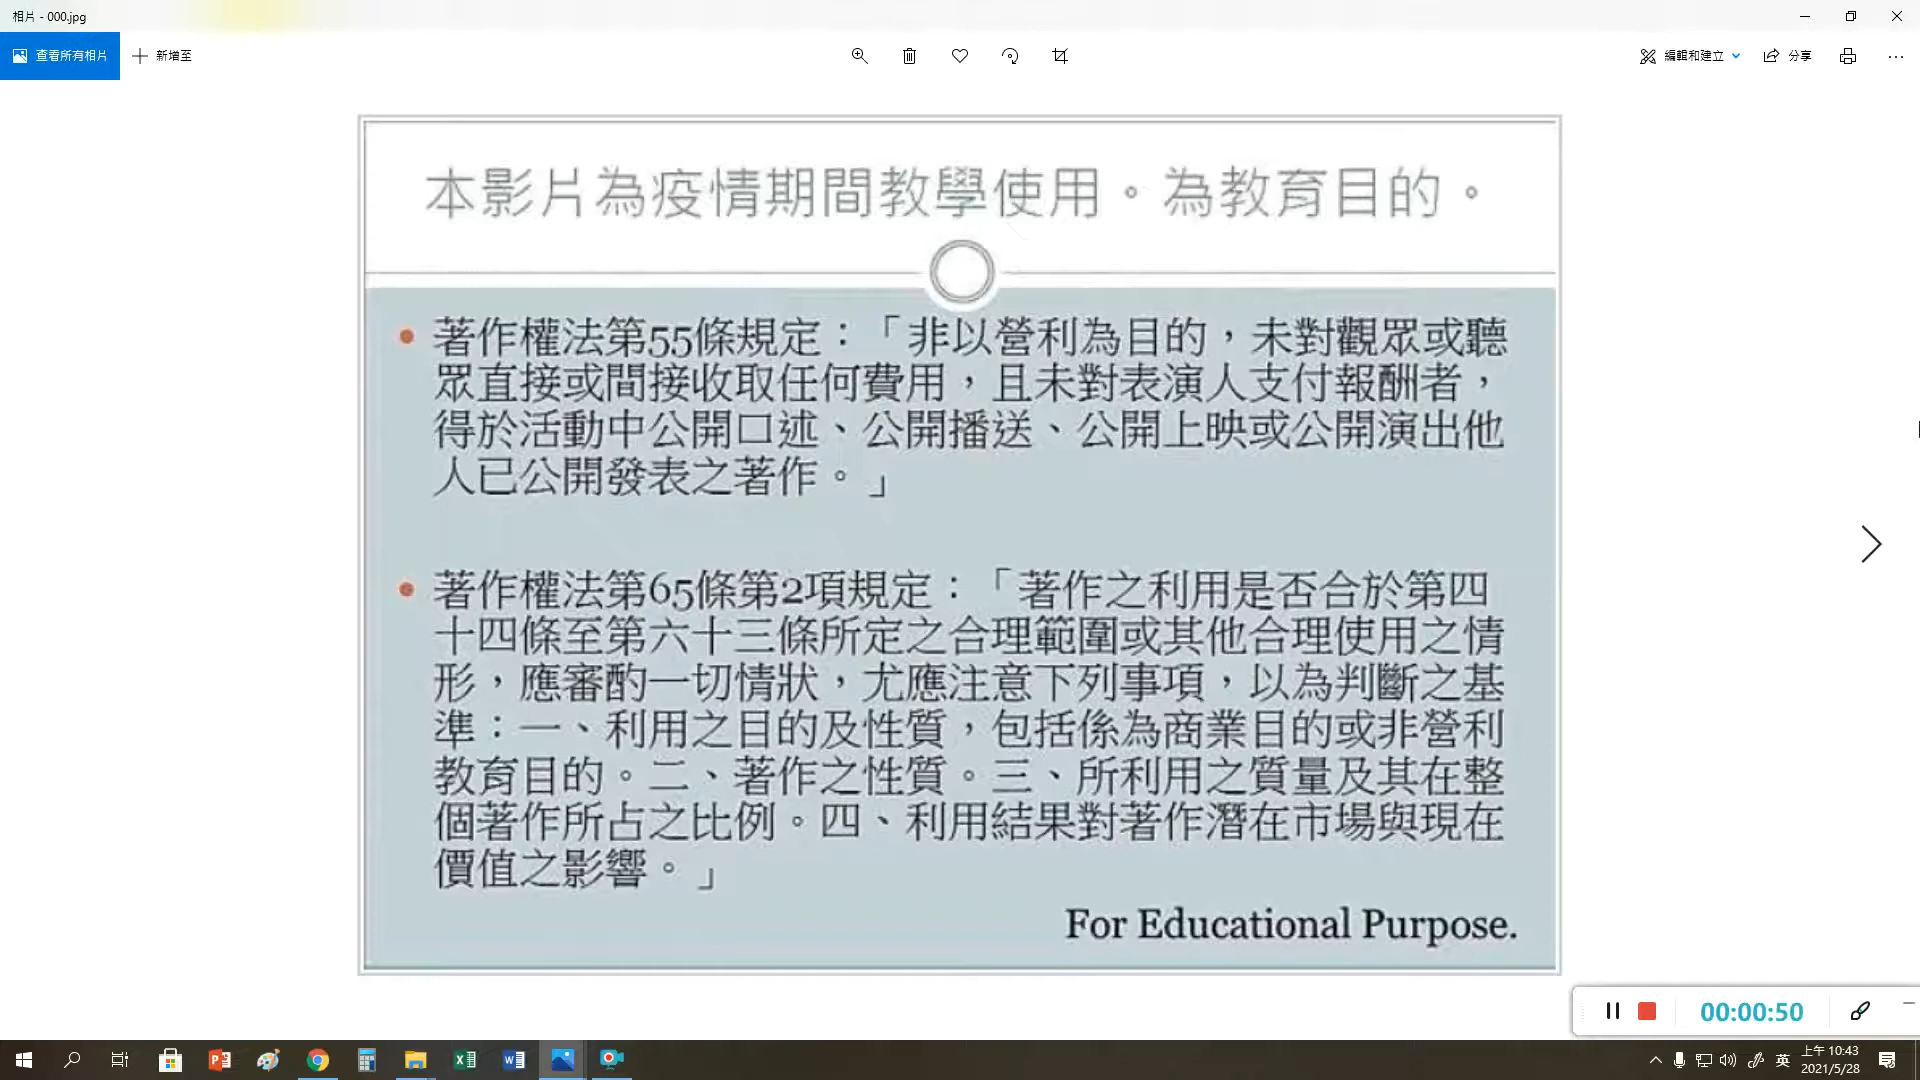 相片 - 000.jpg
查看所有相片
新增至
編輯和建立
分享
本影片為疫情期間教學使用。為教育目的。
著作權法第55條規定：「非以營利為目的，未對觀眾或聽
眾直接或間接收取任何費用，且未對表演人支付報酬者，
得於活動中公開口述、公開播送、公開上映或公開演出他
人已公開發表之著作。」
著作權法第65條第2項規定：「著作之利用是否合於第四
十四條至第六十三條所定之合理範圍或其他合理使用之情
形，應審酌一切情狀，尤應注意下列事項，以為判斷之基
準：一、利用之目的及性質，包括係為商業目的或非營利
教育目的。二、著作之性質。三、所利用之質量及其在整
個著作所占之比例。四、利用結果對著作潛在市場與現在
價值之影響。」
For Educational Purpose.
00:00:50
英
上午 10:43
2021/5/28